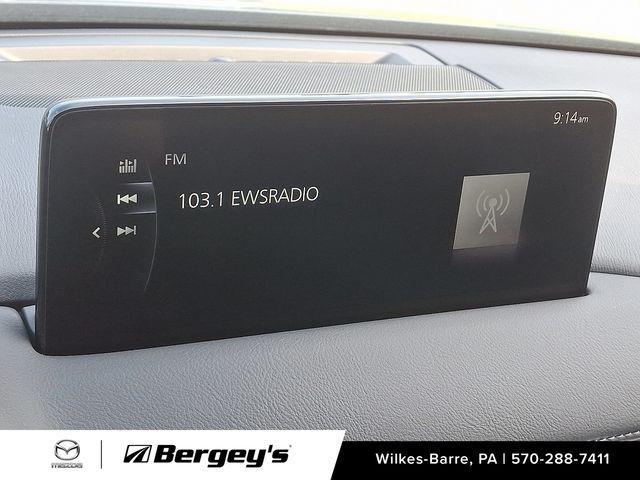 9:14am
FM
103.1 EWSRADIO
mazda Bergey's Wilkes-Barre, PA | 570-288-7411